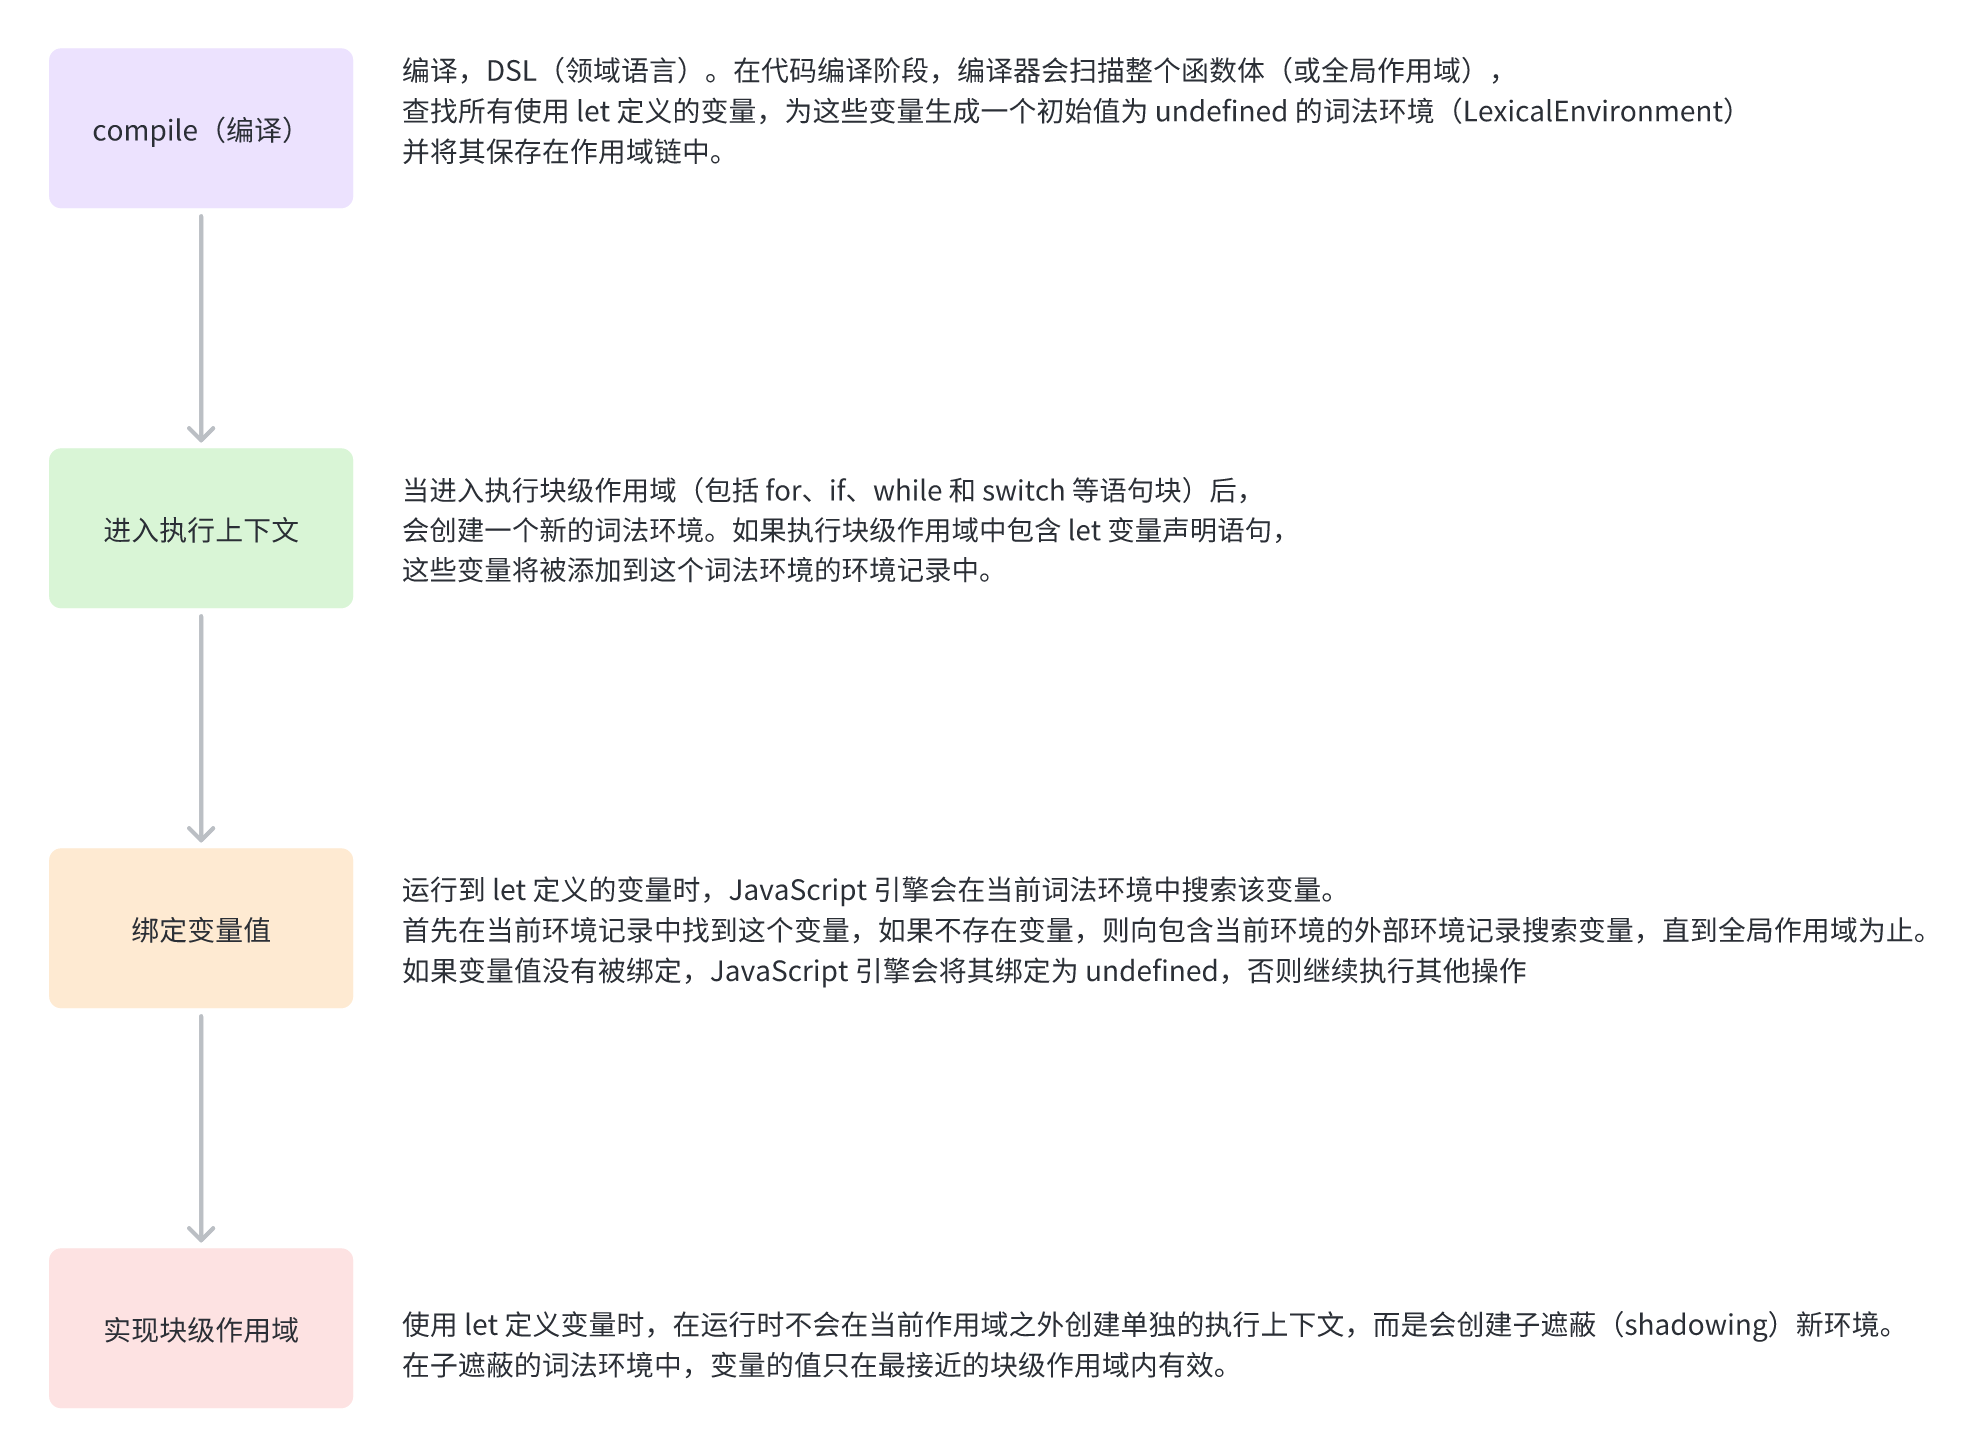 compile（编译）
编译，DSL（领域语言）。在代码编译阶段，编译器会扫描整个函数体（或全局作用域），
查找所有使用 let 定义的变量，为这些变量生成一个初始值为 undefined 的词法环境（LexicalEnvironment）
并将其保存在作用域链中。
进入执行上下文
当进入执行块级作用域（包括 for、if、while 和 switch 等语句块）后，
会创建一个新的词法环境。如果执行块级作用域中包含 let 变量声明语句，
这些变量将被添加到这个词法环境的环境记录中。
绑定变量值
运行到 let 定义的变量时，JavaScript 引擎会在当前词法环境中搜索该变量。
首先在当前环境记录中找到这个变量，如果不存在变量，则向包含当前环境的外部环境记录搜索变量，直到全局作用域为止。
如果变量值没有被绑定，JavaScript 引擎会将其绑定为 undefined，否则继续执行其他操作
实现块级作用域
使用 let 定义变量时，在运行时不会在当前作用域之外创建单独的执行上下文，而是会创建子遮蔽（shadowing）新环境。
在子遮蔽的词法环境中，变量的值只在最接近的块级作用域内有效。